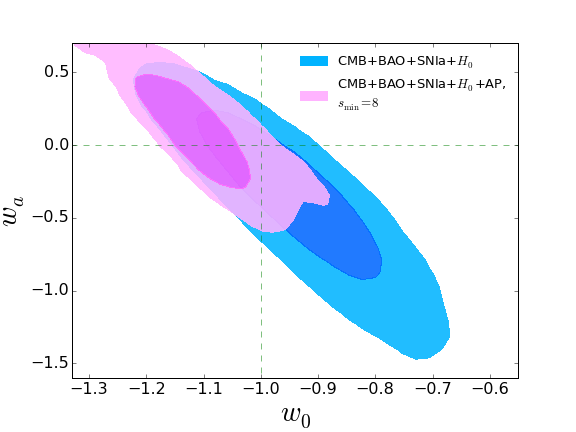 CMB+BAO+SNIa+H₀
CMB+BAO+SNIa+H₀+AP,
s_min=8
0.5
0.0
−0.5
−1.0
−1.5
w_a
−1.3 −1.2 −1.1 −1.0 −0.9 −0.8 −0.7 −0.6
w₀